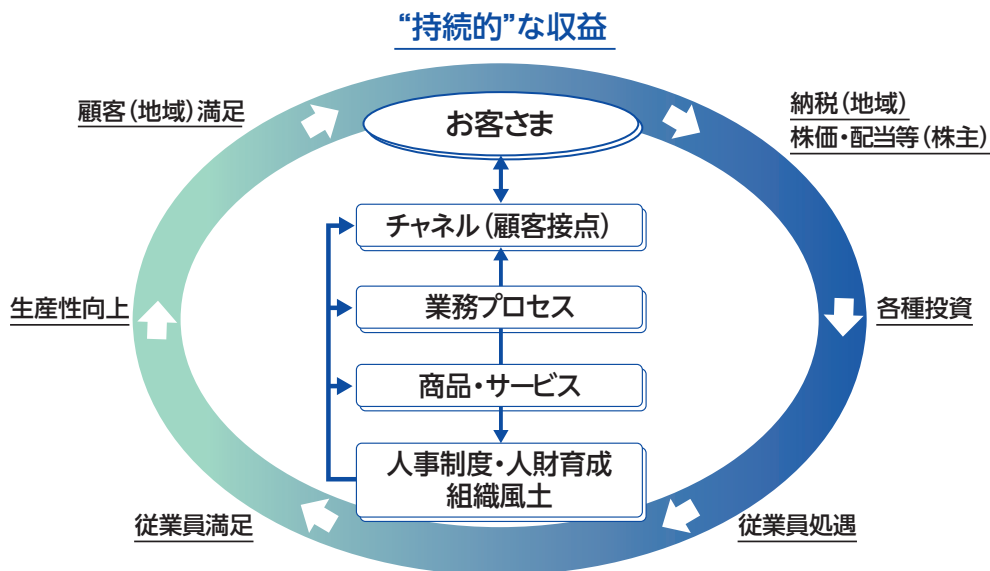 “持続的”な収益
顧客(地域)満足
お客さま
納税(地域)
株価・配当等(株主)
チャネル(顧客接点)
生産性向上
業務プロセス
各種投資
商品・サービス
人事制度・人財育成
組織風土
従業員満足
従業員処遇